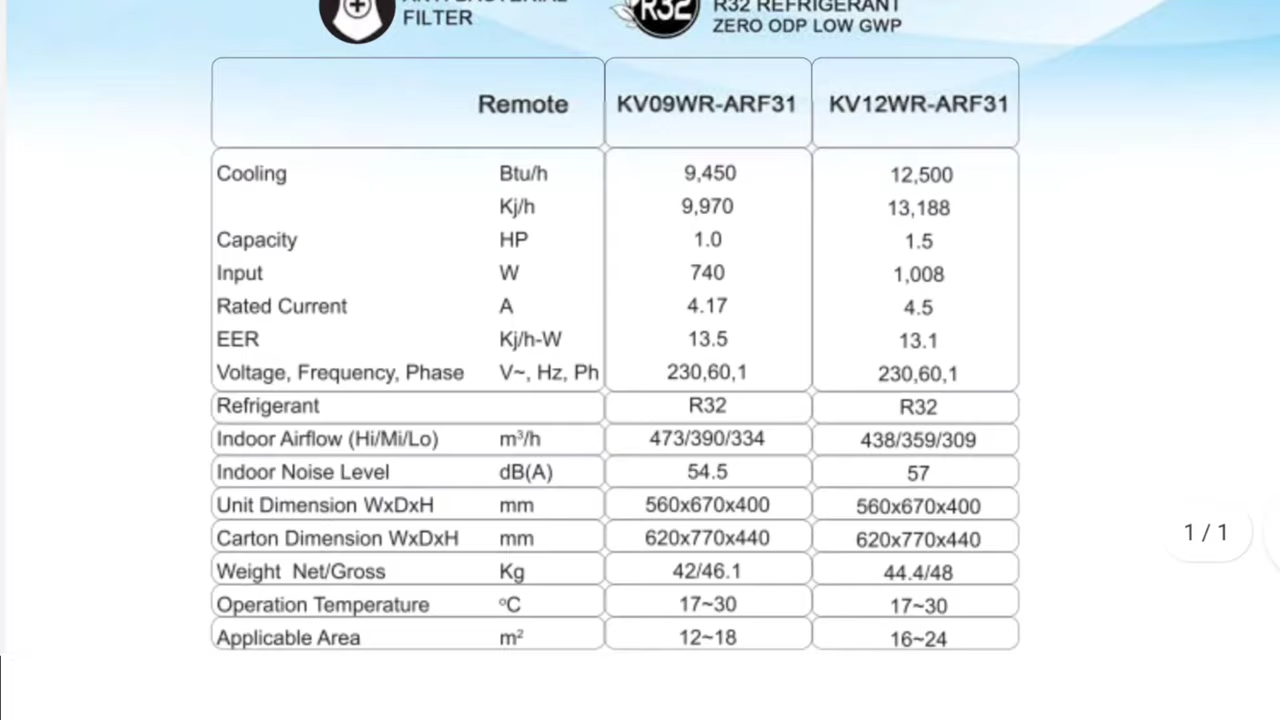 FILTER
R32
R32 REFRIGERANT
ZERO ODP LOW GWP
Remote KV09WR-ARF31 KV12WR-ARF31
Cooling Btu/h 9,450 12,500
Kj/h 9,970 13,188
Capacity HP 1.0 1.5
Input W 740 1,008
Rated Current A 4.17 4.5
EER Kj/h-W 13.5 13.1
Voltage, Frequency, Phase V~, Hz, Ph 230,60,1 230,60,1
Refrigerant R32 R32
Indoor Airflow (Hi/Mi/Lo) m³/h 473/390/334 438/359/309
Indoor Noise Level dB(A) 54.5 57
Unit Dimension WxDxH mm 560x670x400 560x670x400
Carton Dimension WxDxH mm 620x770x440 620x770x440
Weight Net/Gross Kg 42/46.1 44.4/48
Operation Temperature °C 17~30 17~30
Applicable Area m² 12~18 16~24
1 / 1